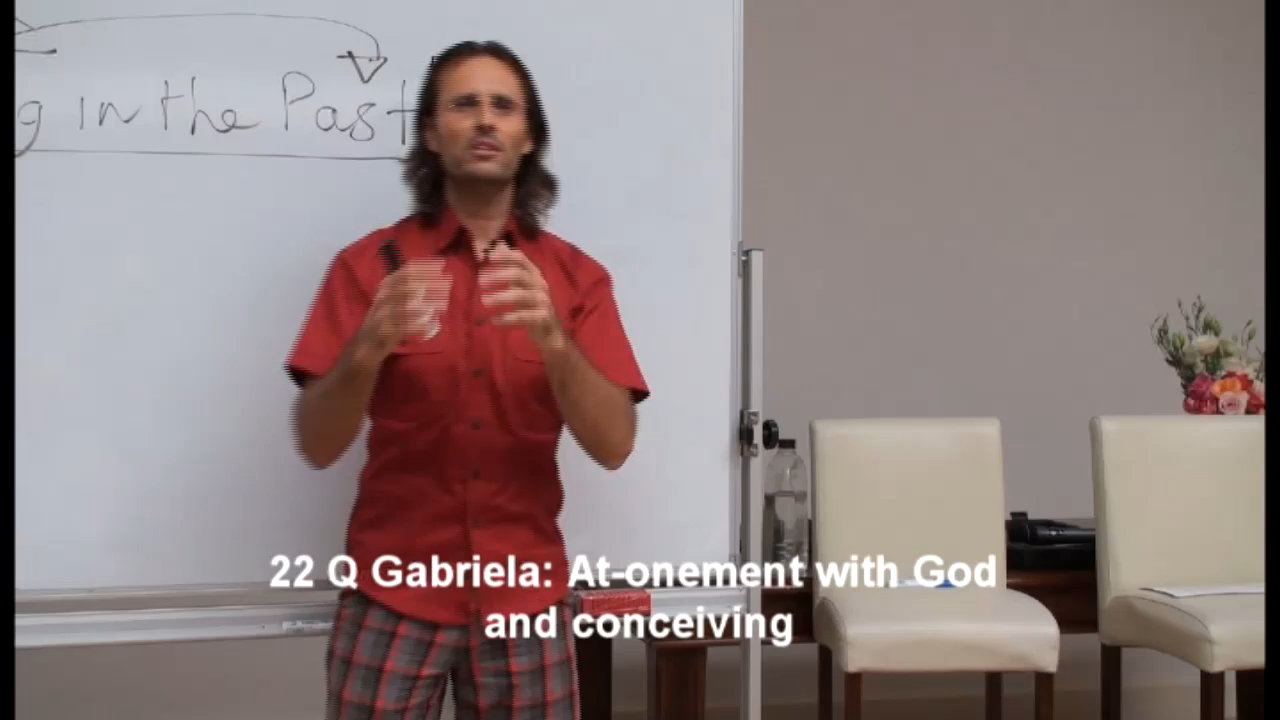 g in the Past
22 Q Gabriela: At-onement with God
and conceiving